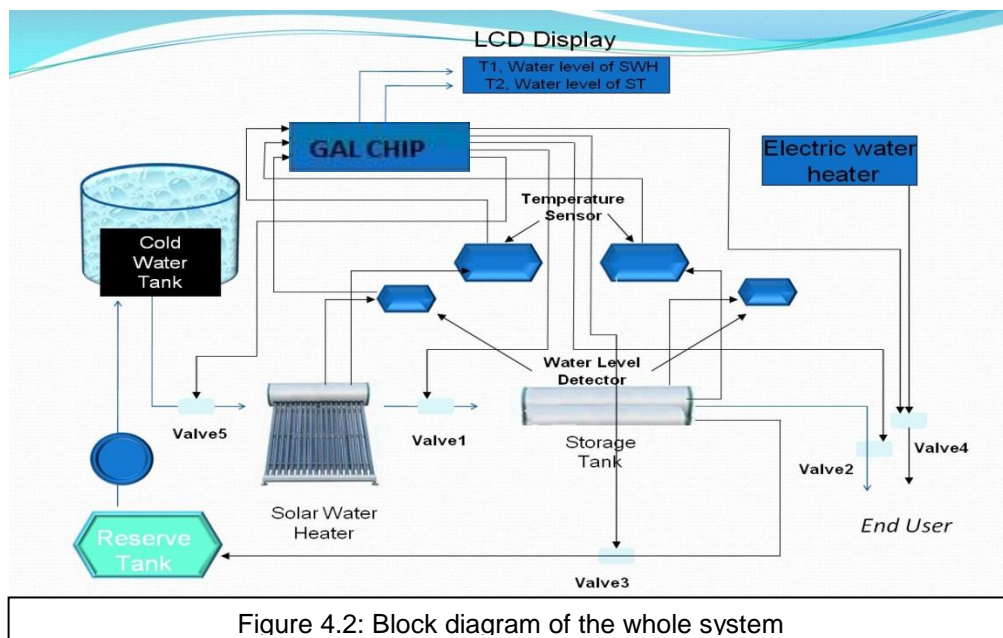 LCD Display
T1, Water level of SWH
T2, Water level of ST
GAL CHIP
Electric water
heater
Temperature
Sensor
Cold
Water
Tank
Water Level
Detector
Valve5
Valve1
Storage
Tank
Valve2
Valve4
Solar Water
Heater
End User
Reserve
Tank
Valve3
Figure 4.2: Block diagram of the whole system